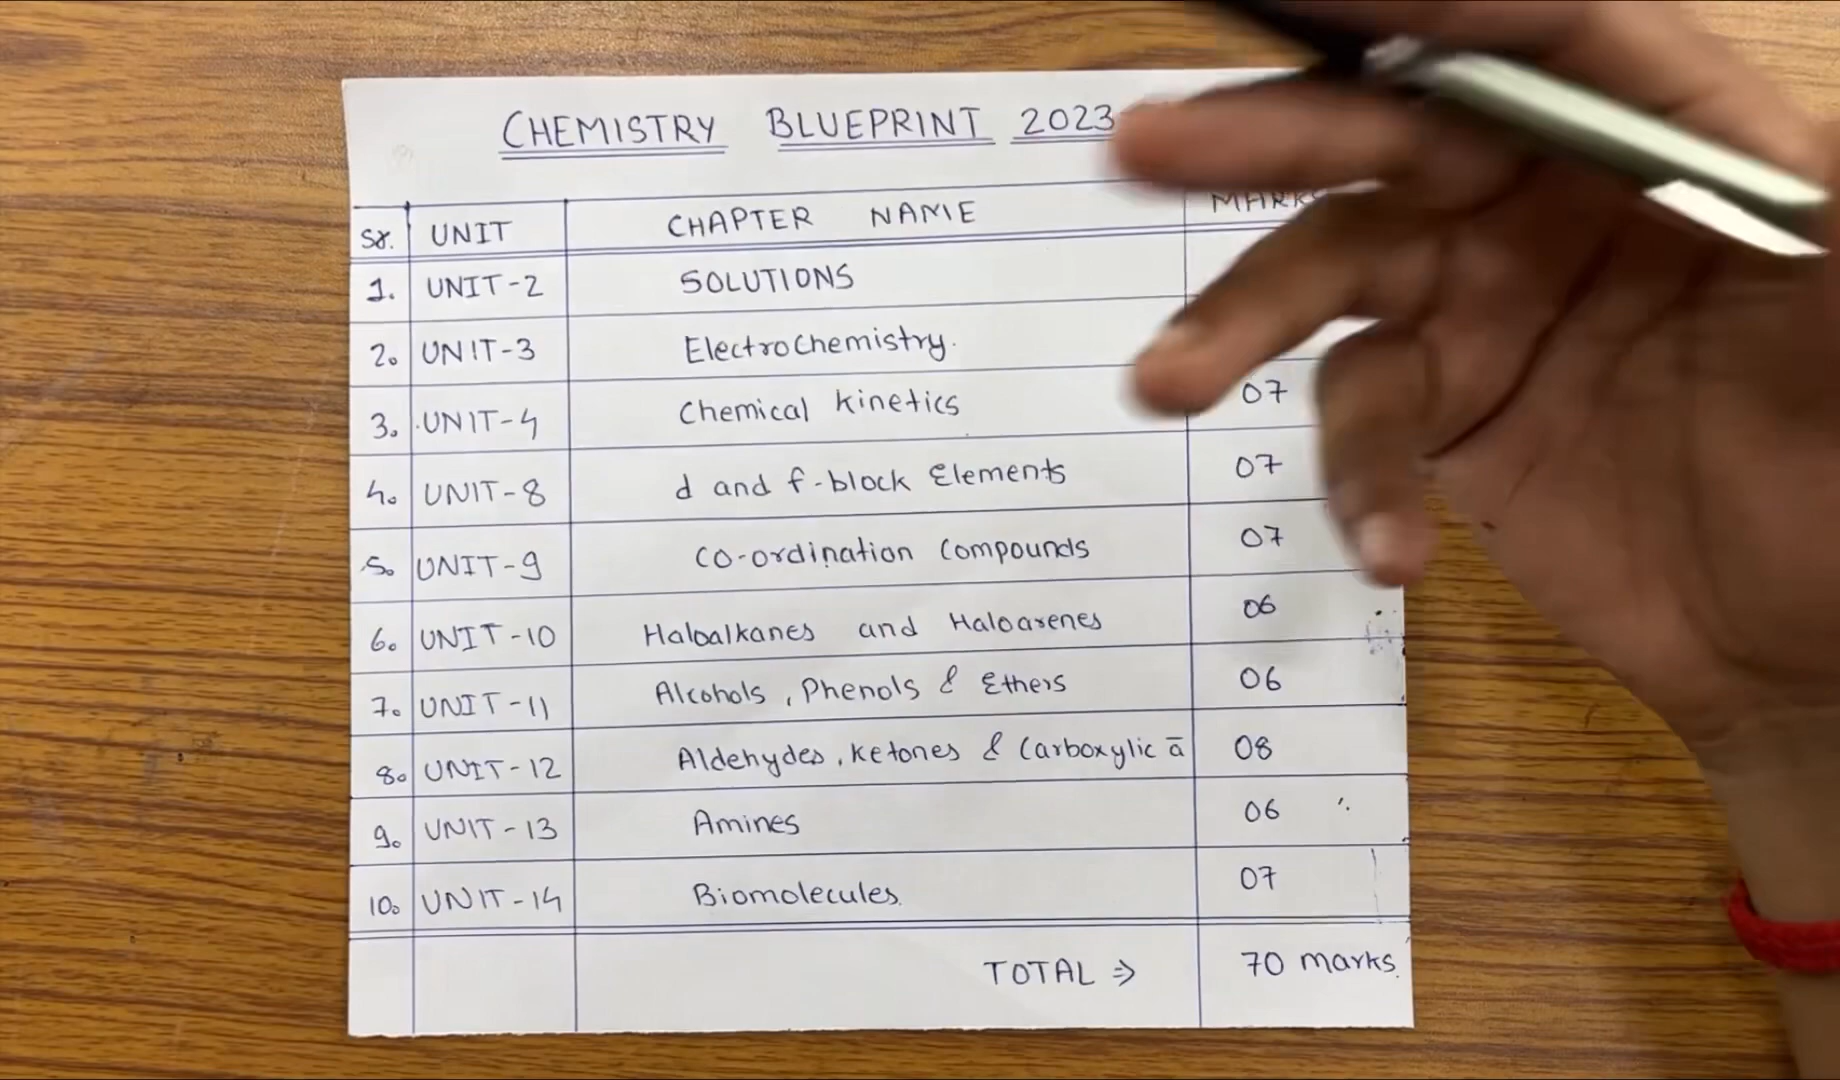 CHEMISTRY BLUEPRINT 2023
Sr. UNIT CHAPTER NAME MARKS
1. UNIT-2 SOLUTIONS
2. UNIT-3 Electrochemistry.
3. UNIT-4 Chemical kinetics 07
4. UNIT-8 d and f-block Elements 07
5. UNIT-9 CO-ordination Compounds 07
6. UNIT-10 Haloalkanes and Haloarenes 06
7. UNIT-11 Alcohols, Phenols & Ethers 06
8. UNIT-12 Aldehydes, ketones & Carboxylic a 08
9. UNIT-13 Amines 06
10. UNIT-14 Biomolecules. 07
TOTAL ⇒ 70 marks.